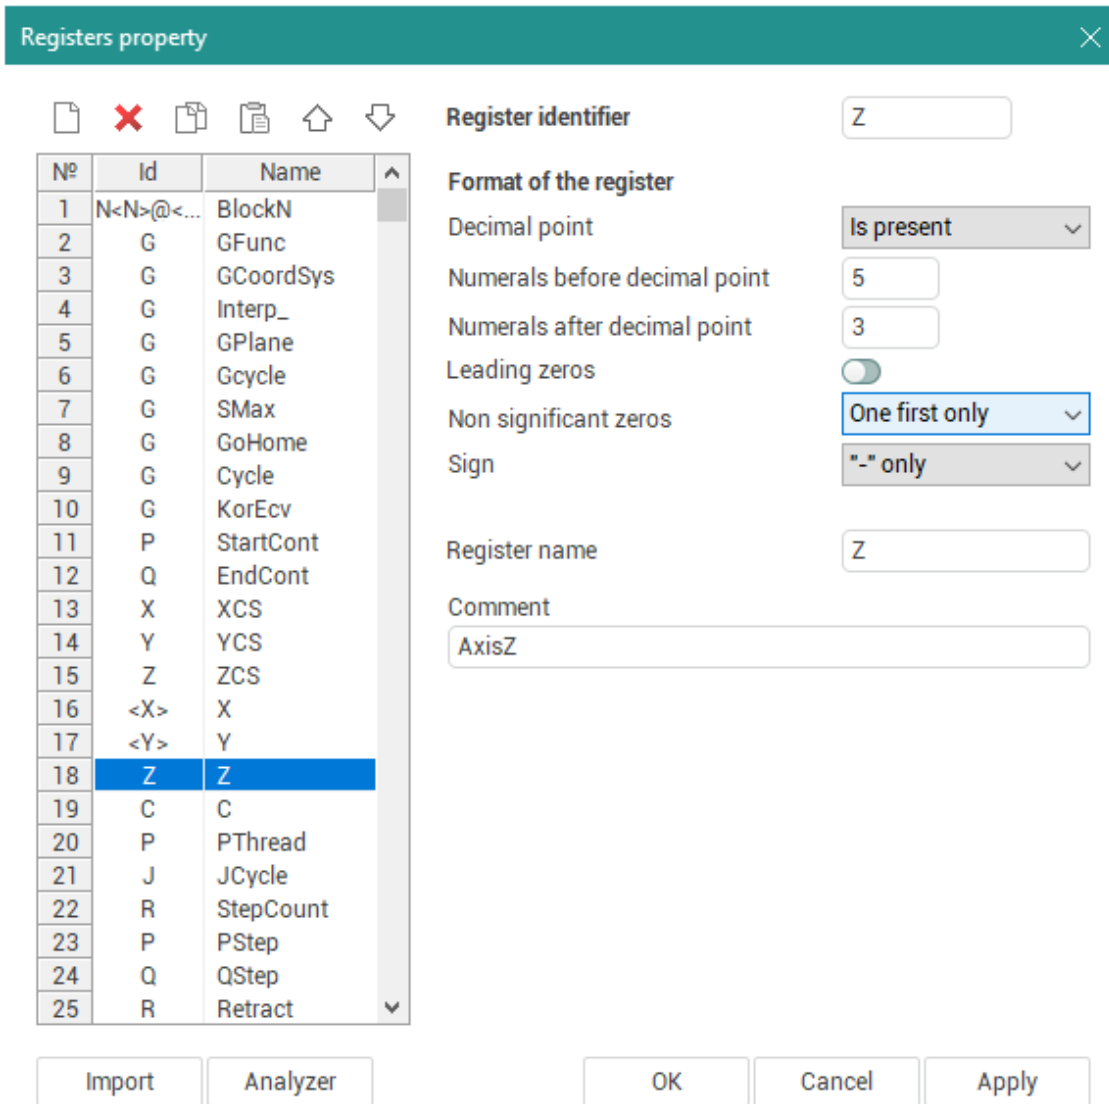 Registers property
Nº Id Name
1 N<N>@<... BlockN
2 G GFunc
3 G GCoordSys
4 G Interp_
5 G GPlane
6 G Gcycle
7 G SMax
8 G GoHome
9 G Cycle
10 G KorEcv
11 P StartCont
12 Q EndCont
13 X XCS
14 Y YCS
15 Z ZCS
16 <X> X
17 <Y> Y
18 Z Z
19 C C
20 P PThread
21 J JCycle
22 R StepCount
23 P PStep
24 Q QStep
25 R Retract
Register identifier Z
Format of the register
Decimal point Is present
Numerals before decimal point 5
Numerals after decimal point 3
Leading zeros
Non significant zeros One first only
Sign "-" only
Register name Z
Comment
AxisZ
Import Analyzer OK Cancel Apply